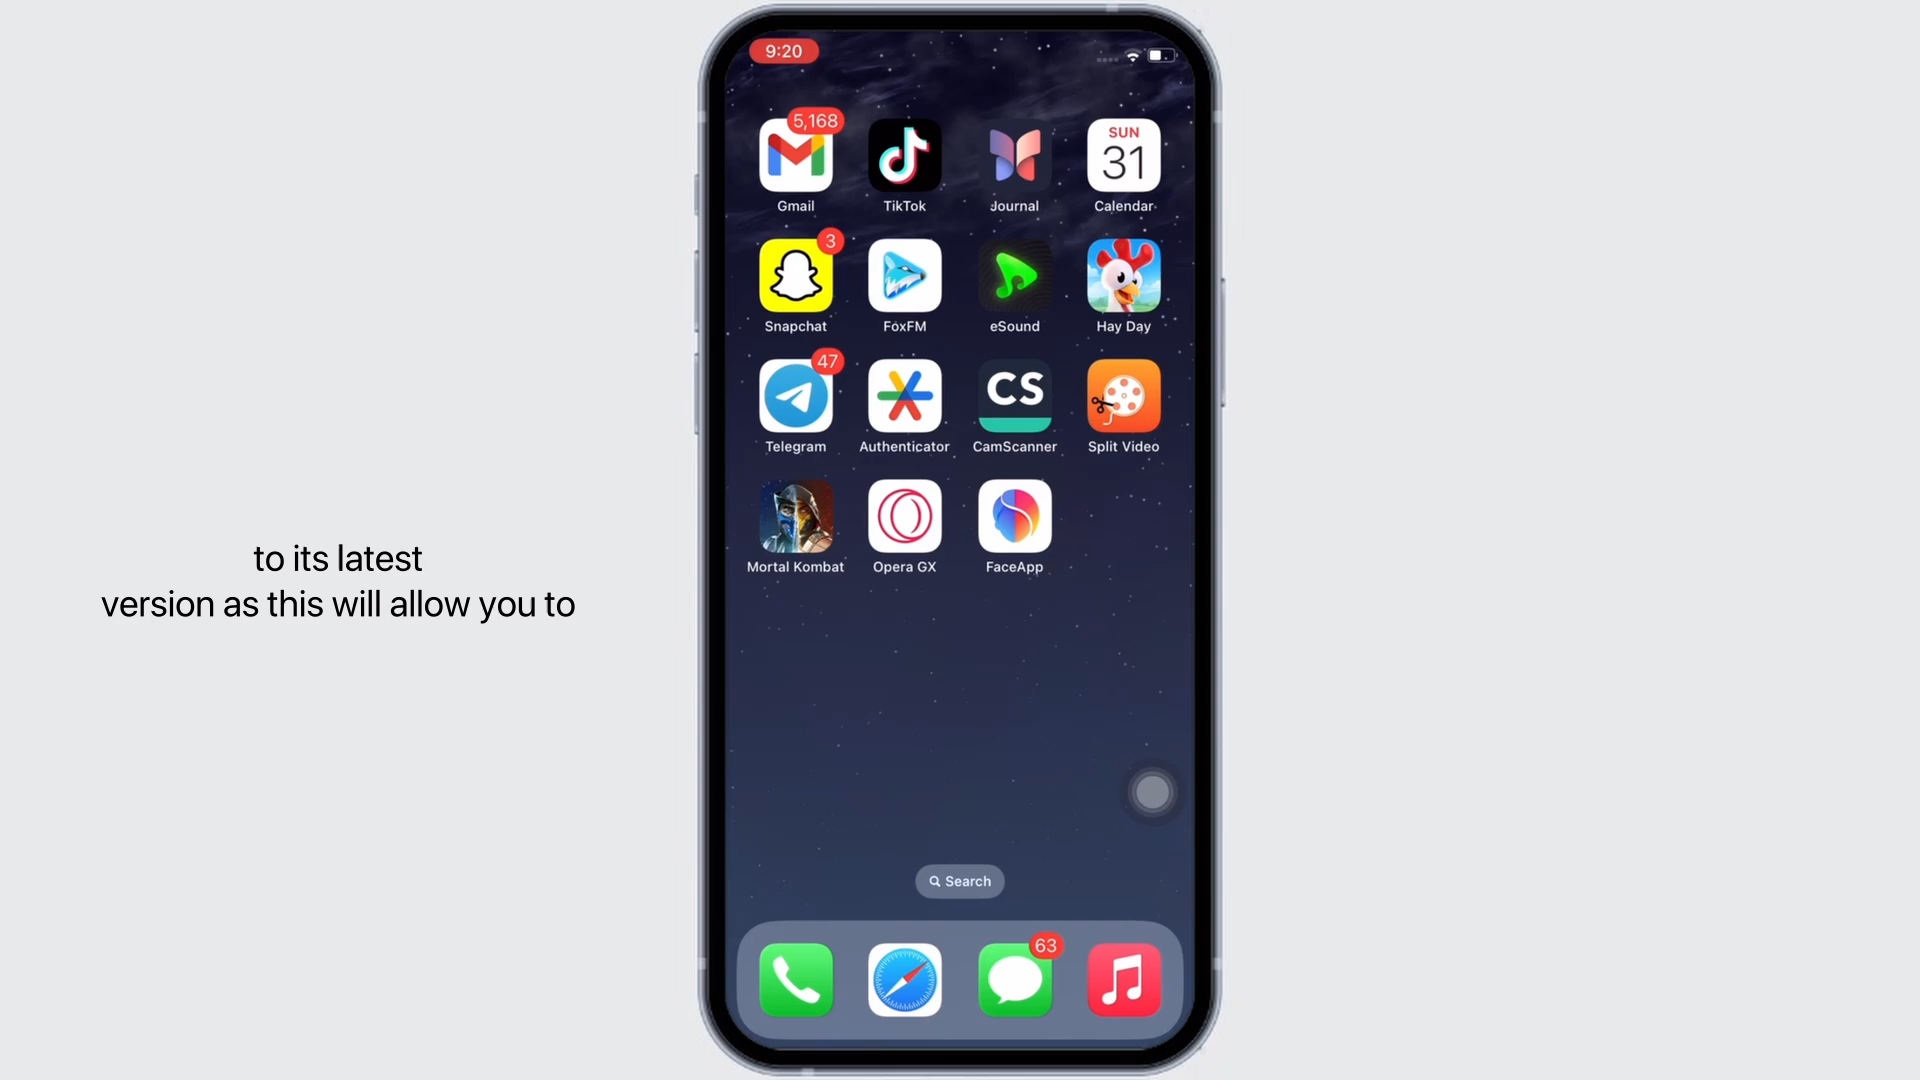 9:20
5,168
SUN
31
Gmail
TikTok
Journal
Calendar
3
Snapchat
FoxFM
eSound
Hay Day
47
CS
Telegram
Authenticator
CamScanner
Split Video
to its latest
version as this will allow you to
Mortal Kombat
Opera GX
FaceApp
Search
63